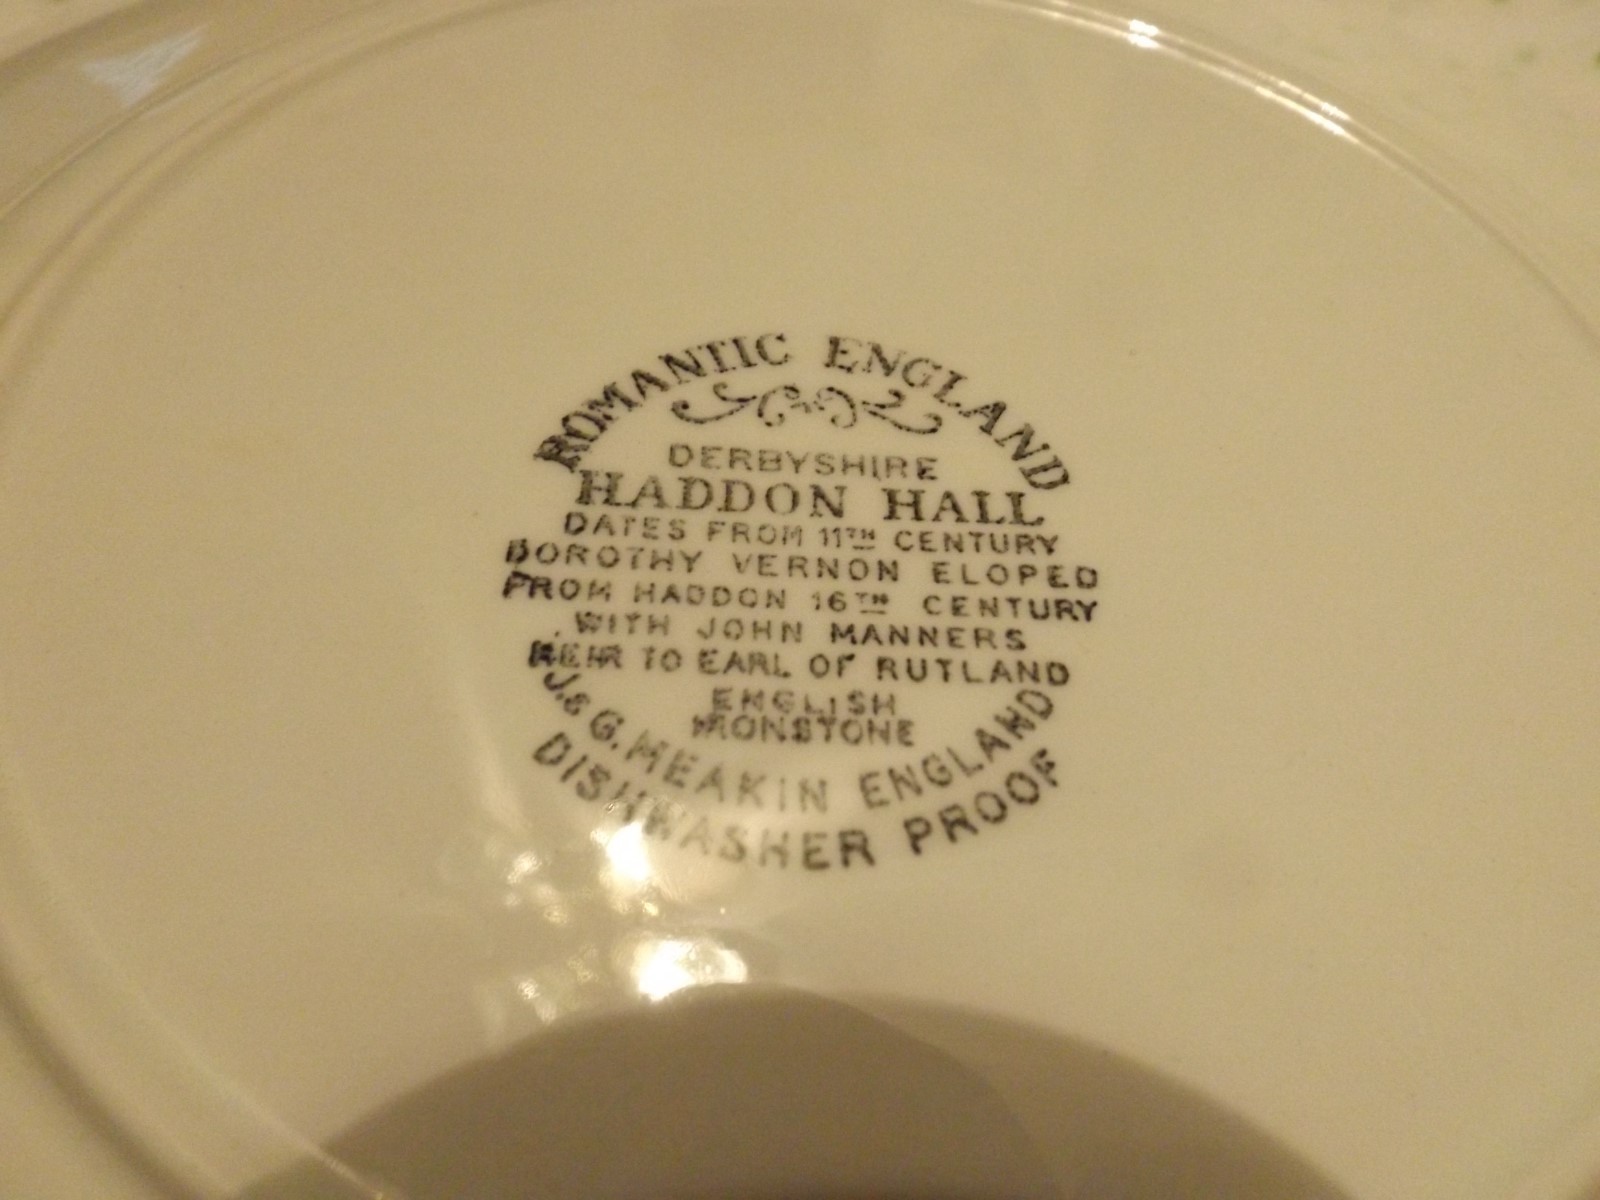 ROMANTIC ENGLAND
DERBYSHIRE
HADDON HALL
DATES FROM 11TH CENTURY
DOROTHY VERNON ELOPED
FROM HADDON 16TH CENTURY
WITH JOHN MANNERS
HEIR TO EARL OF RUTLAND
ENGLISH
IRONSTONE
J. & G. MEAKIN ENGLAND
DISHWASHER PROOF